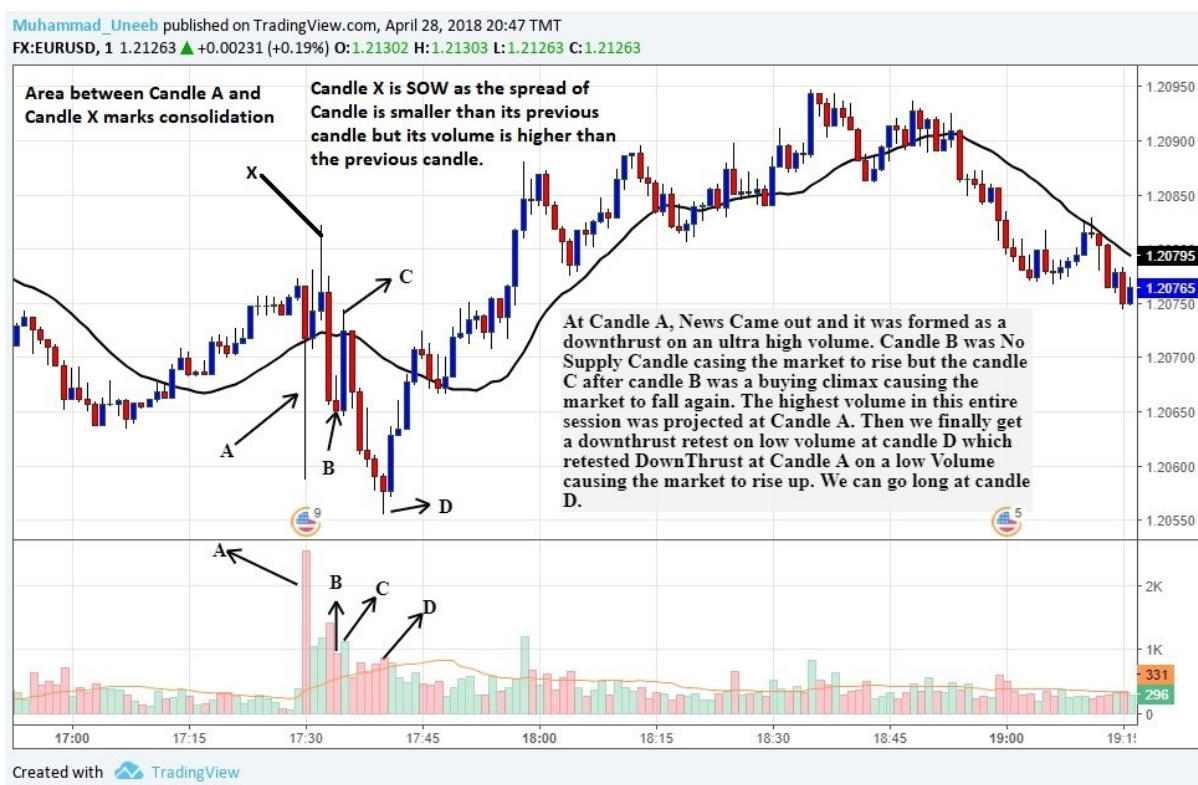 Muhammad_Uneeb published on TradingView.com, April 28, 2018 20:47 TMT
FX:EURUSD, 1 1.21263 ▲ +0.00231 (+0.19%) O:1.21302 H:1.21303 L:1.21263 C:1.21263
Area between Candle A and
Candle X marks consolidation
Candle X is SOW as the spread of
Candle is smaller than its previous
candle but its volume is higher than
the previous candle.
X
C
A
B
D
At Candle A, News Came out and it was formed as a
downthrust on an ultra high volume. Candle B was No
Supply Candle casing the market to rise but the candle
C after candle B was a buying climax causing the
market to fall again. The highest volume in this entire
session was projected at Candle A. Then we finally get
a downthrust retest on low volume at candle D which
retested DownThrust at Candle A on a low Volume
causing the market to rise up. We can go long at candle
D.
9
5
1.20950
1.20900
1.20850
1.20795
1.20765
1.20750
1.20700
1.20650
1.20600
1.20550
A
B
C
D
2K
1K
331
296
0
17:00
17:15
17:30
17:45
18:00
18:15
18:30
18:45
19:00
Created with TradingView